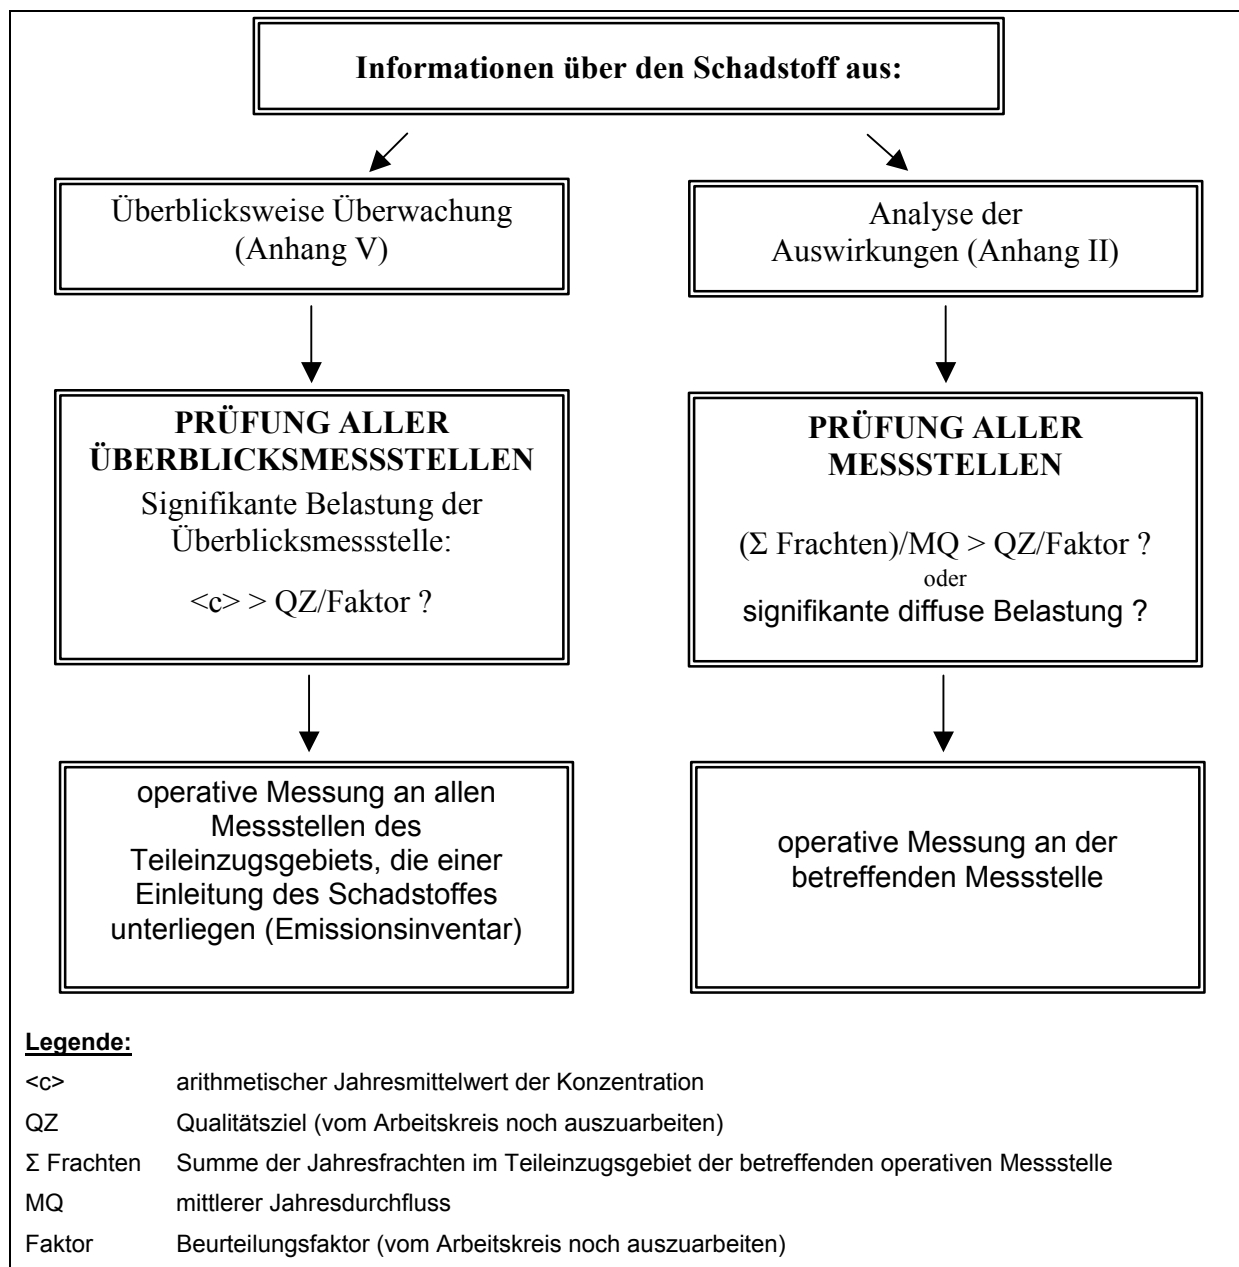 Informationen über den Schadstoff aus:
Überblicksweise Überwachung
(Anhang V)
Analyse der
Auswirkungen (Anhang II)
PRÜFUNG ALLER
ÜBERBLICKSMESSSTELLEN
Signifikante Belastung der
Überblicksmessstelle:
<c> > QZ/Faktor ?
PRÜFUNG ALLER
MESSSTELLEN
(Σ Frachten)/MQ > QZ/Faktor ?
oder
signifikante diffuse Belastung ?
operative Messung an allen
Messstellen des
Teileinzugsgebiets, die einer
Einleitung des Schadstoffes
unterliegen (Emissionsinventar)
operative Messung an der
betreffenden Messstelle
Legende:
<c> arithmetischer Jahresmittelwert der Konzentration
QZ Qualitätsziel (vom Arbeitskreis noch auszuarbeiten)
Σ Frachten Summe der Jahresfrachten im Teileinzugsgebiet der betreffenden operativen Messstelle
MQ mittlerer Jahresdurchfluss
Faktor Beurteilungsfaktor (vom Arbeitskreis noch auszuarbeiten)